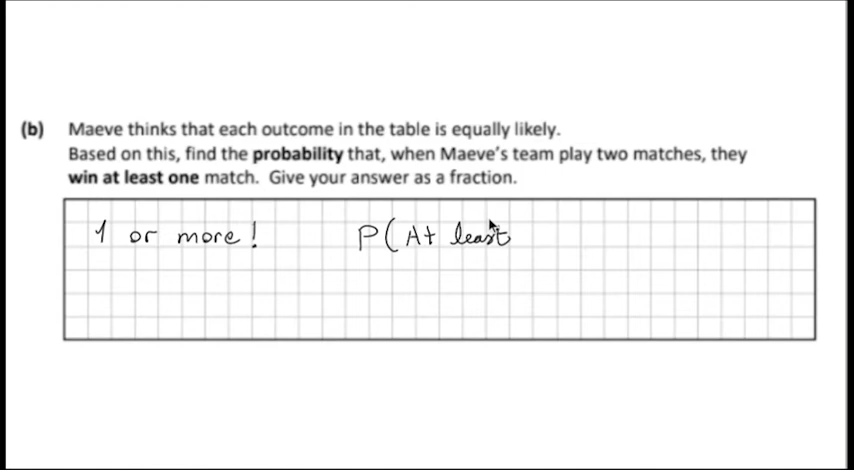 (b) Maeve thinks that each outcome in the table is equally likely.
Based on this, find the probability that, when Maeve's team play two matches, they
win at least one match. Give your answer as a fraction.
1 or more! P(At least